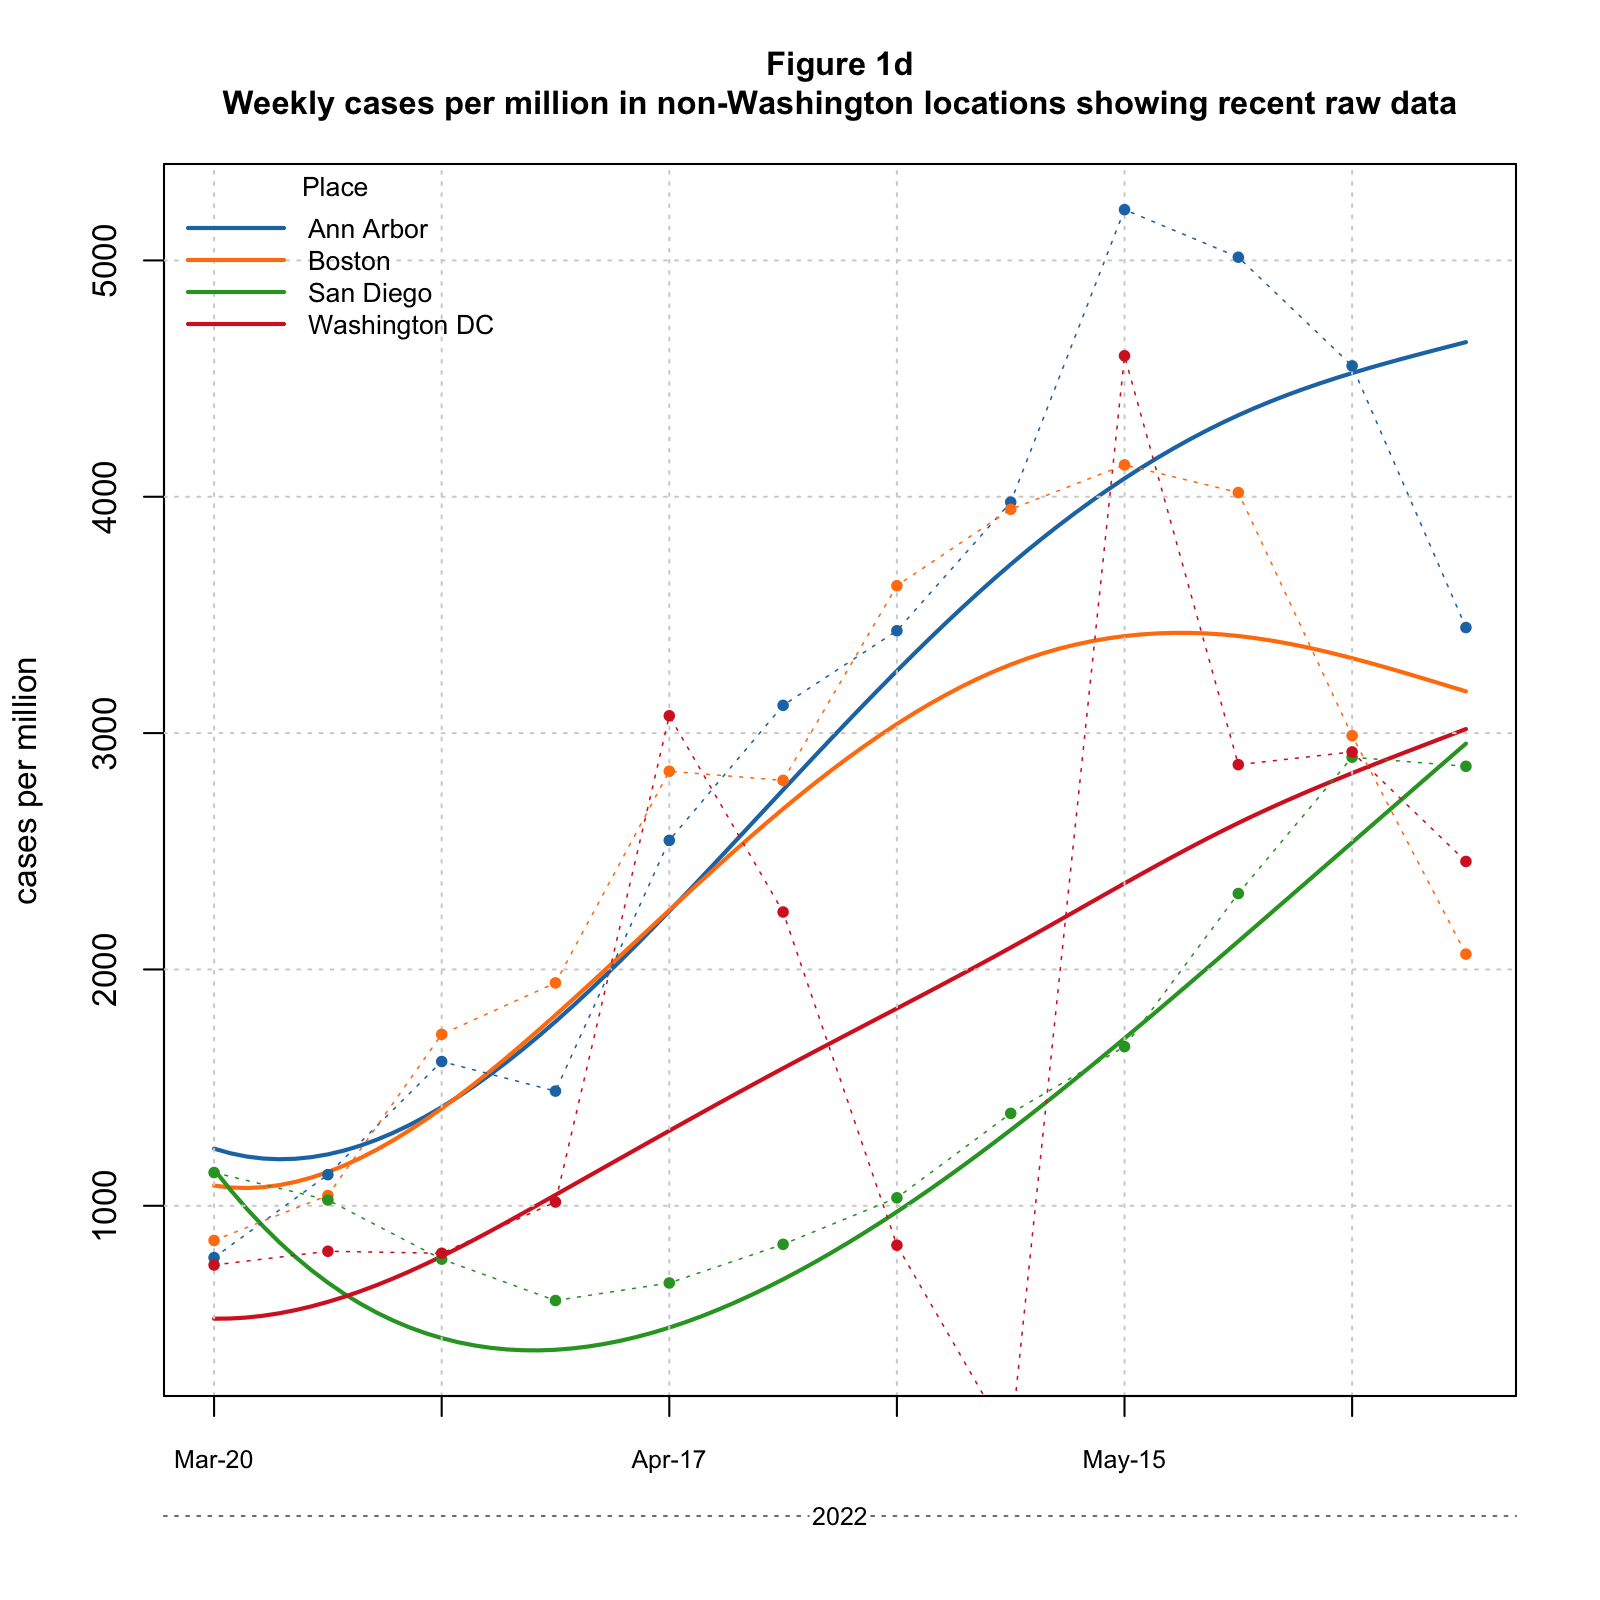 Figure 1d
Weekly cases per million in non-Washington locations showing recent raw data
Place
Ann Arbor
Boston
San Diego
Washington DC
cases per million
5000
4000
3000
2000
1000
Mar-20
Apr-17
May-15
2022